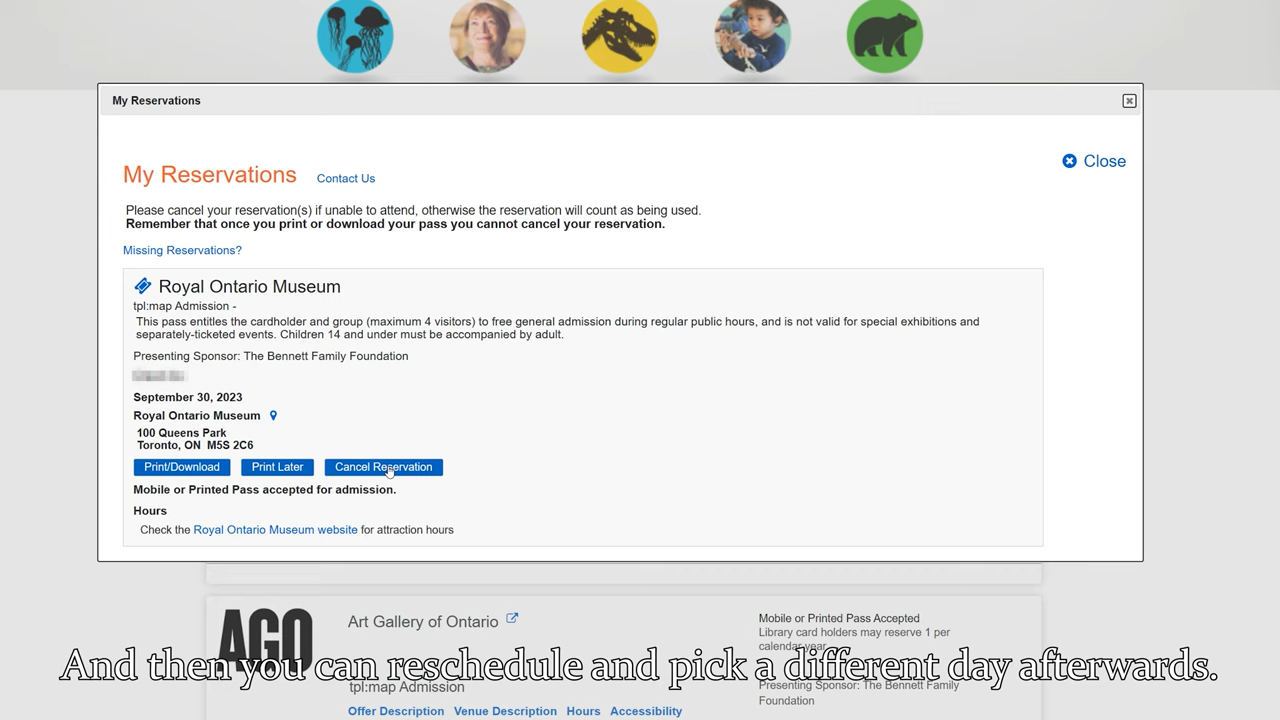 My Reservations
Close
My Reservations Contact Us
Please cancel your reservation(s) if unable to attend, otherwise the reservation will count as being used.
Remember that once you print or download your pass you cannot cancel your reservation.
Missing Reservations?
Royal Ontario Museum
tpl:map Admission -
This pass entitles the cardholder and group (maximum 4 visitors) to free general admission during regular public hours, and is not valid for special exhibitions and
separately-ticketed events. Children 14 and under must be accompanied by adult.
Presenting Sponsor: The Bennett Family Foundation
September 30, 2023
Royal Ontario Museum
100 Queens Park
Toronto, ON M5S 2C6
Print/Download Print Later Cancel Reservation
Mobile or Printed Pass accepted for admission.
Hours
Check the Royal Ontario Museum website for attraction hours
AGO
Art Gallery of Ontario
Mobile or Printed Pass Accepted
Library card holders may reserve 1 per
calendar year.
And then you can reschedule and pick a different day afterwards.
tpl:map Admission
Presenting Sponsor: The Bennett Family
Foundation
Offer Description Venue Description Hours Accessibility